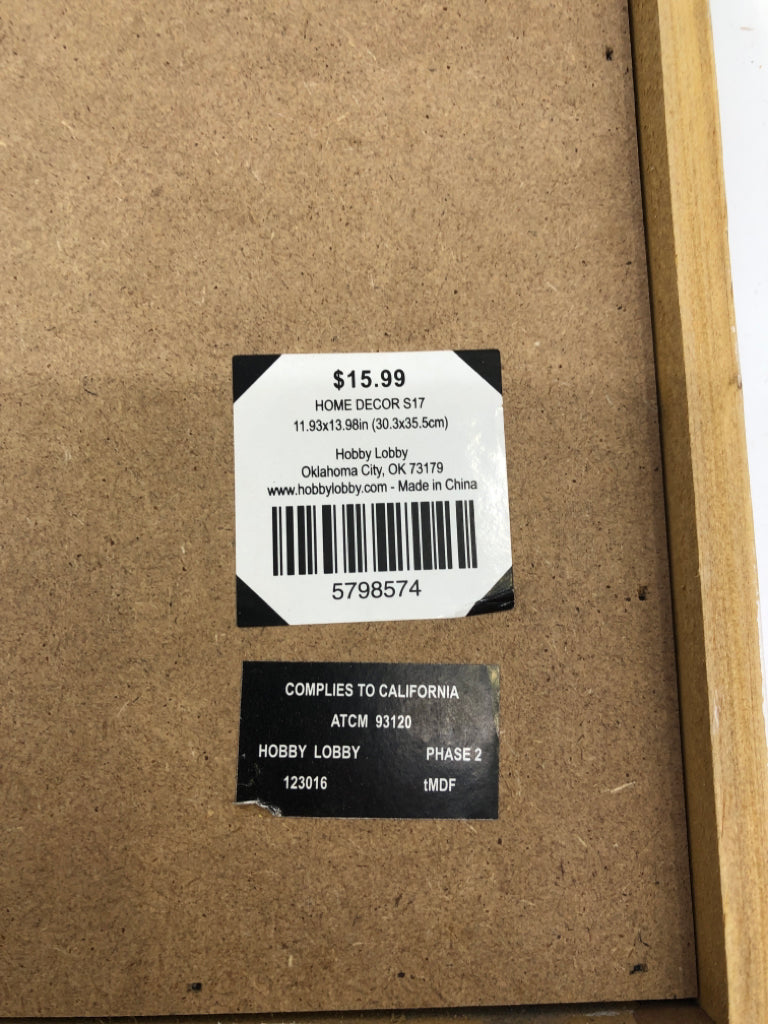 $15.99
HOME DECOR S17
11.93x13.98in (30.3x35.5cm)
Hobby Lobby
Oklahoma City, OK 73179
www.hobbylobby.com - Made in China
5798574
COMPLIES TO CALIFORNIA
ATCM 93120
HOBBY LOBBY PHASE 2
123016 tMDF